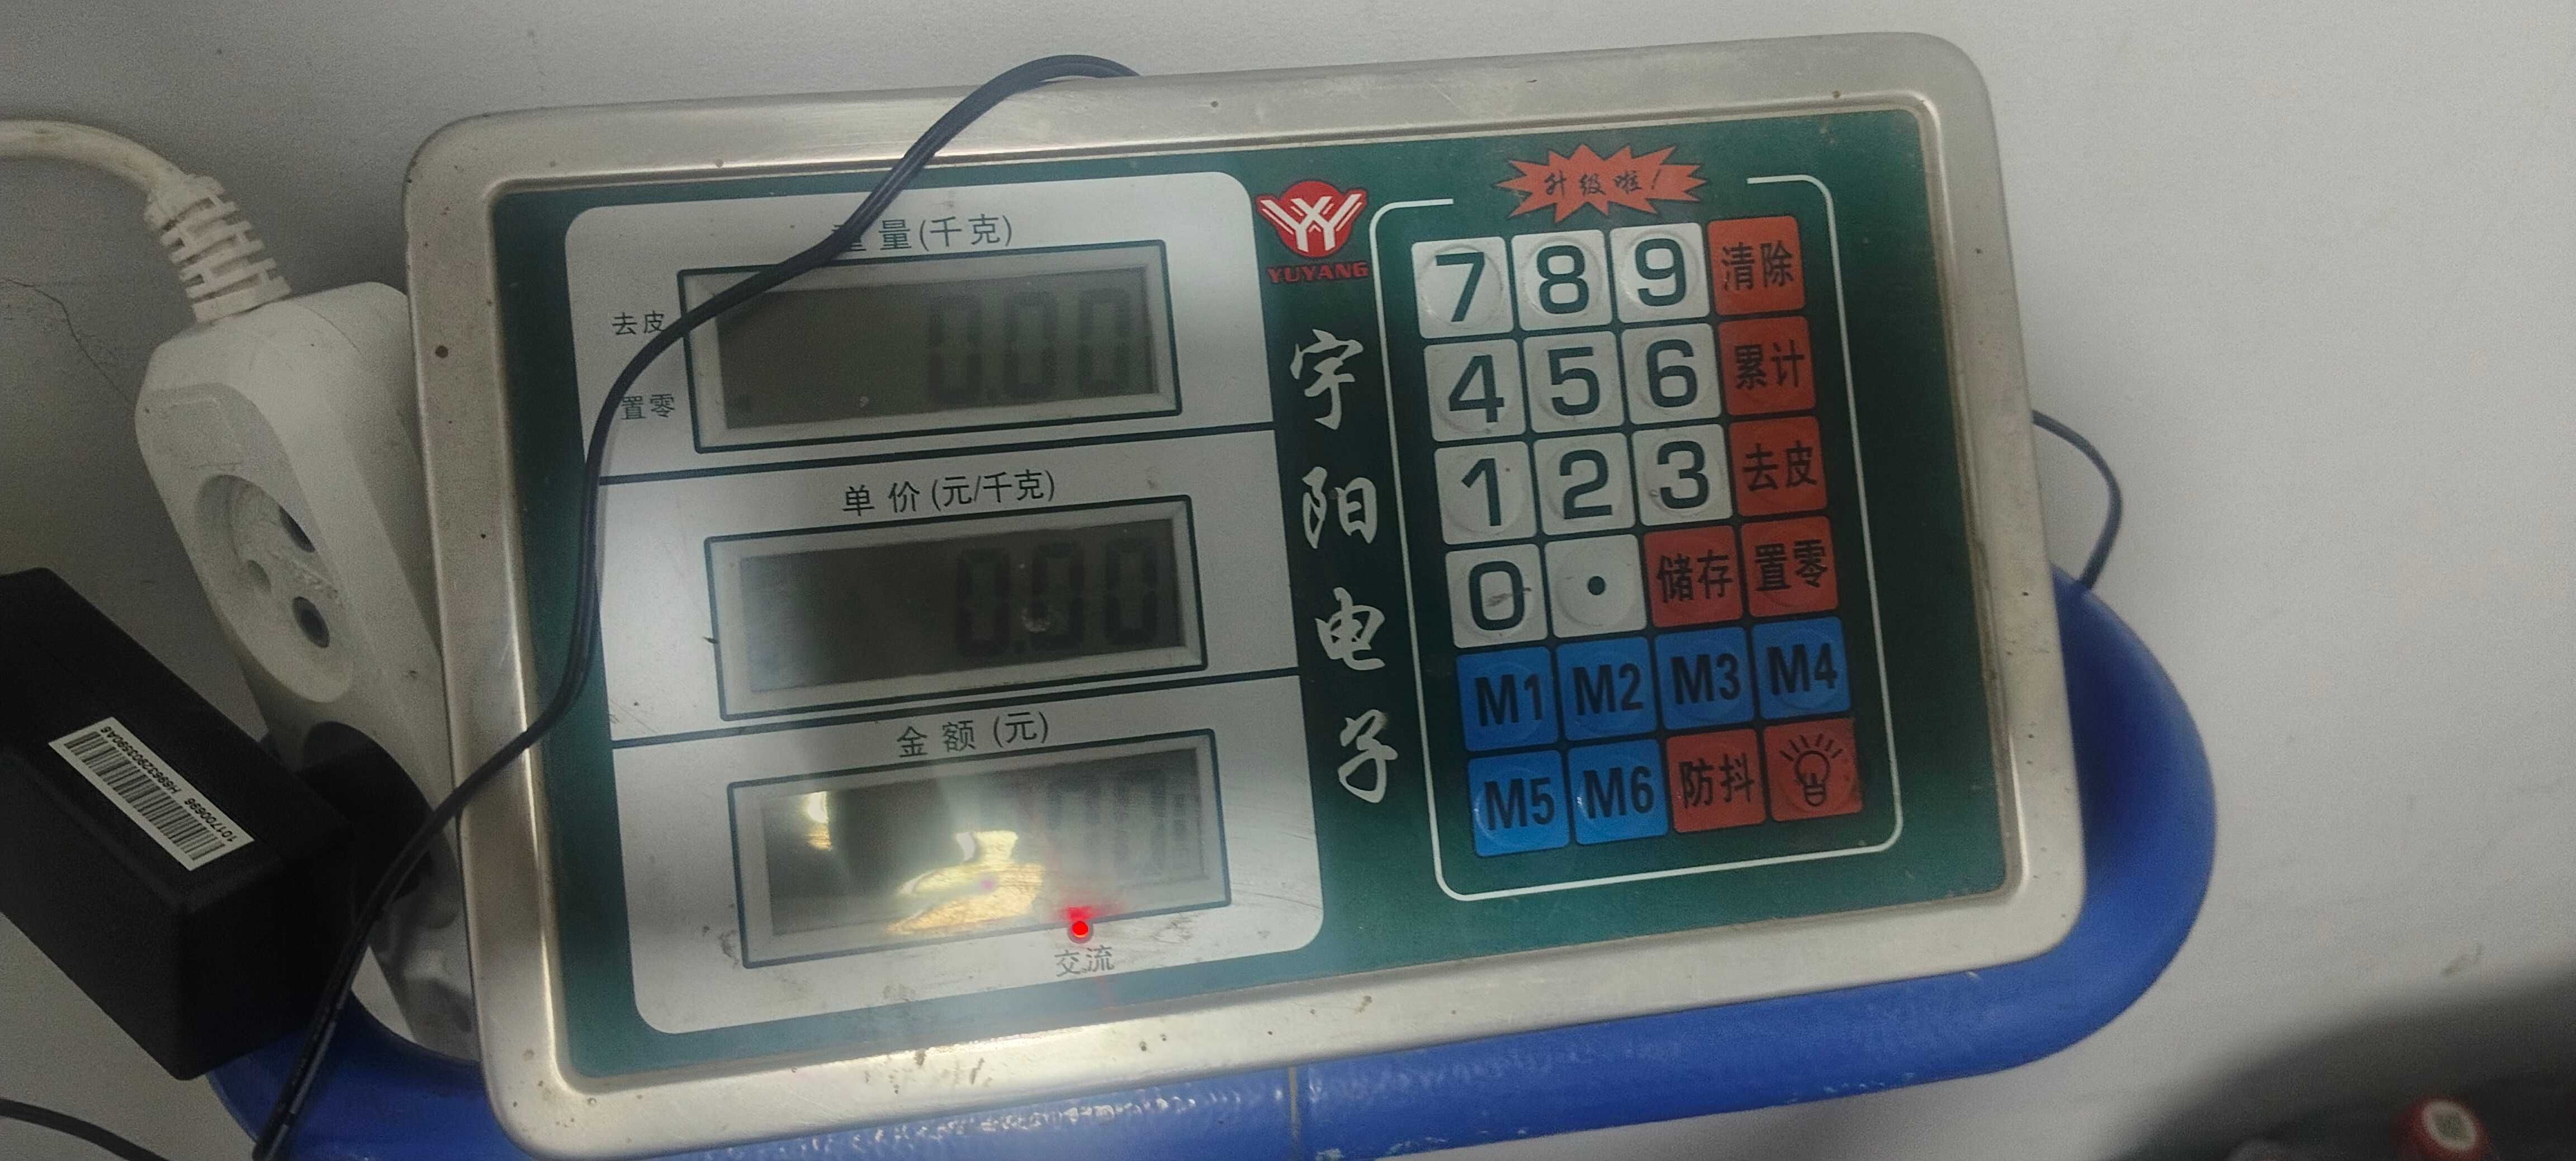 升级啦！
重量(千克)
去皮
置零
0.00
单价(元/千克)
0.00
金额(元)
交流
YUYANG
宇阳电子
7 8 9 清除
4 5 6 累计
1 2 3 去皮
0 . 储存 置零
M1 M2 M3 M4
M5 M6 防抖